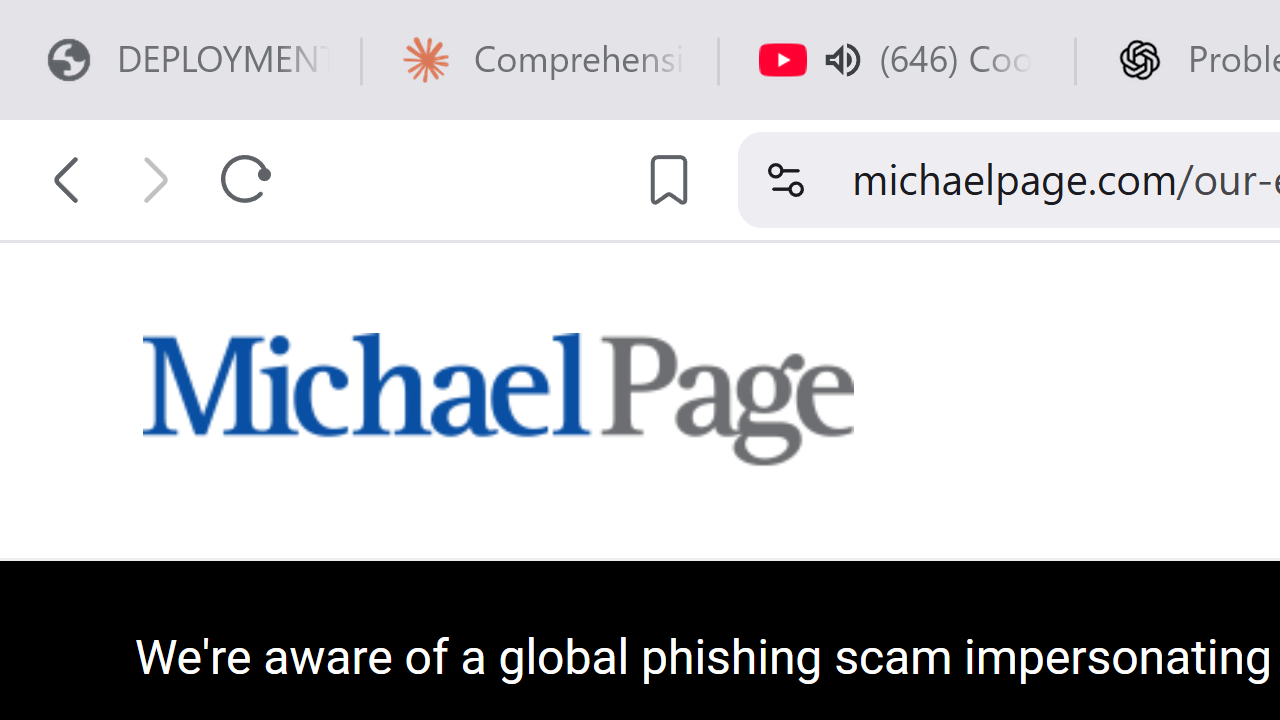 DEPLOYMENT Comprehensi (646) Coo Proble
michaelpage.com/our-e
Michael Page
We're aware of a global phishing scam impersonating